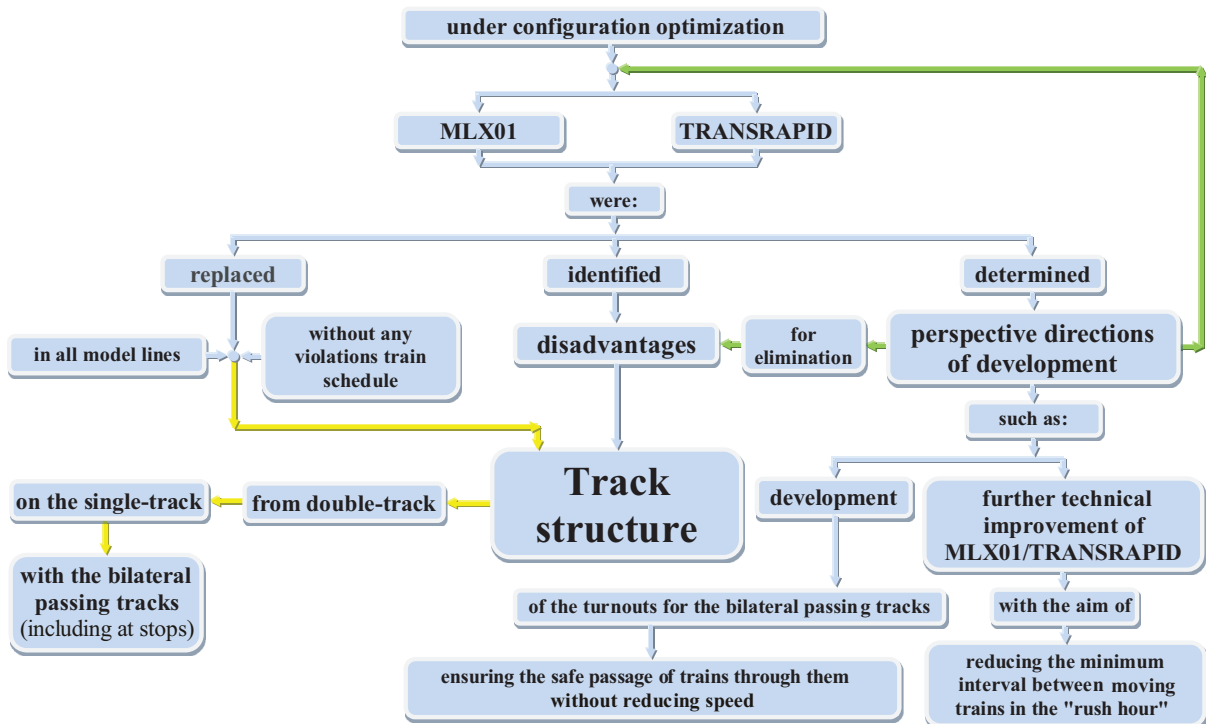 under configuration optimization
MLX01
TRANSRAPID
were:
replaced
identified
determined
in all model lines
without any
violations train
schedule
disadvantages
for
elimination
perspective directions
of development
such as:
Track
structure
on the single-track
from double-track
development
further technical
improvement of
MLX01/TRANSRAPID
with the bilateral
passing tracks
(including at stops)
of the turnouts for the bilateral passing tracks
with the aim of
ensuring the safe passage of trains through them
without reducing speed
reducing the minimum
interval between moving
trains in the "rush hour"